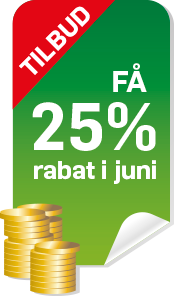 TILBUD
FÅ
25%
rabat i juni